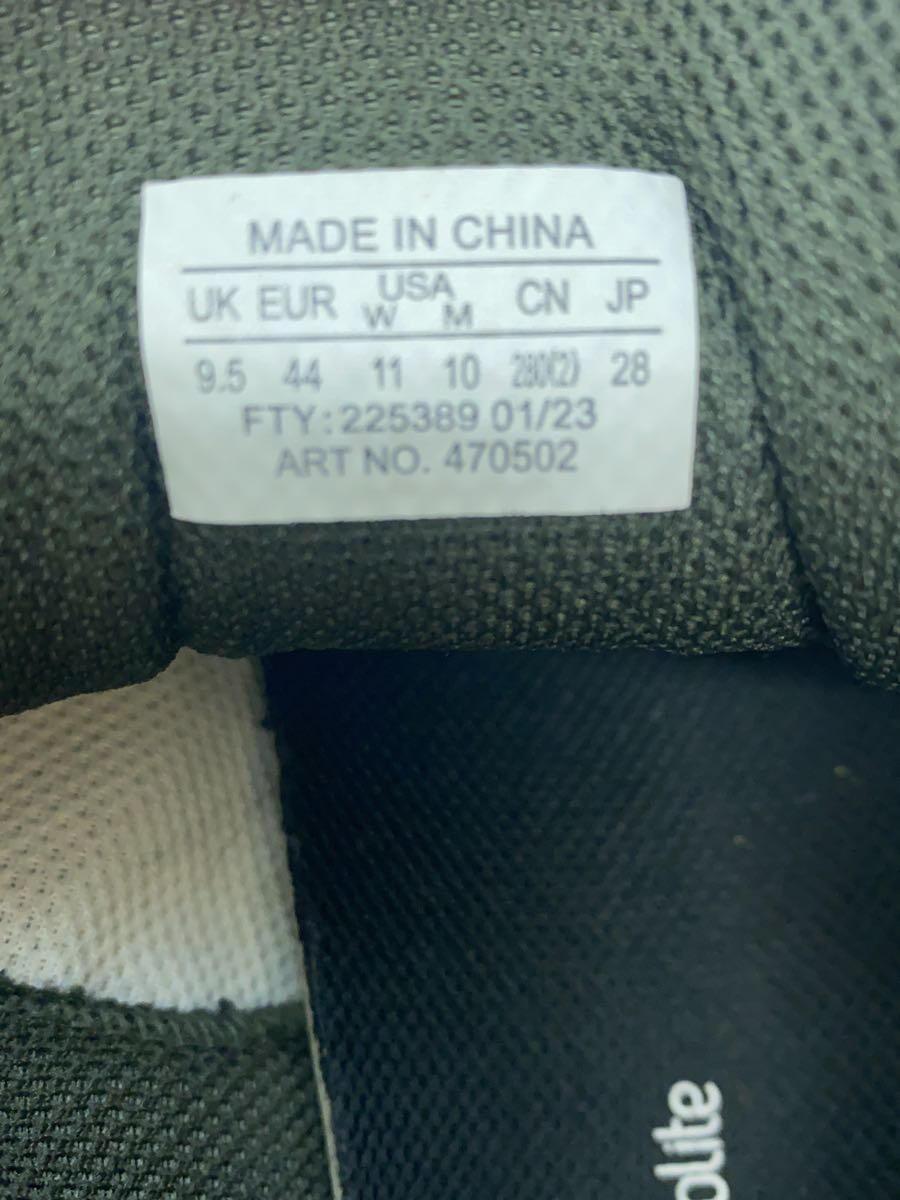 MADE IN CHINA
UK EUR USA CN JP
W M
9.5 44 11 10 280(2) 28
FTY: 225389 01/23
ART NO. 470502
olite